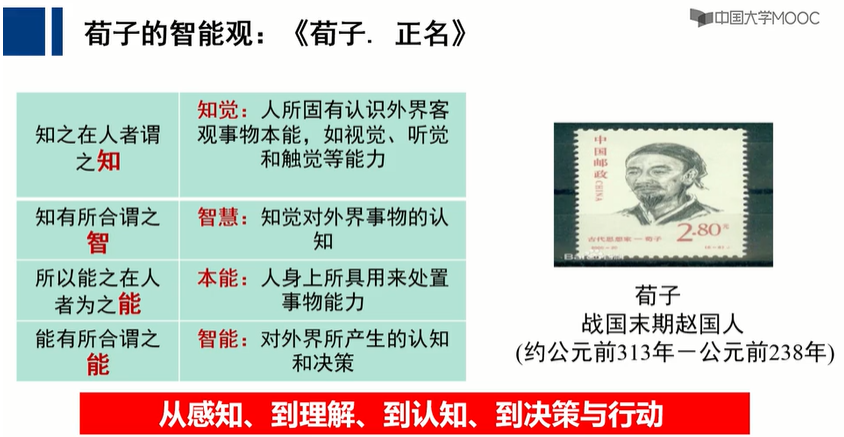 荀子的智能观：《荀子. 正名》
中国大学MOOC
知之在人者谓
之知
知觉：人所固有认识外界客
观事物本能，如视觉、听觉
和触觉等能力
知有所合谓之
智
智慧：知觉对外界事物的认
知
所以能之在人
者为之能
本能：人身上所具用来处置
事物能力
能有所合谓之
能
智能：对外界所产生的认知
和决策
中国邮政
CHINA
2.80元
古代思想家—荀子
荀子
战国末期赵国人
(约公元前313年－公元前238年)
从感知、到理解、到认知、到决策与行动